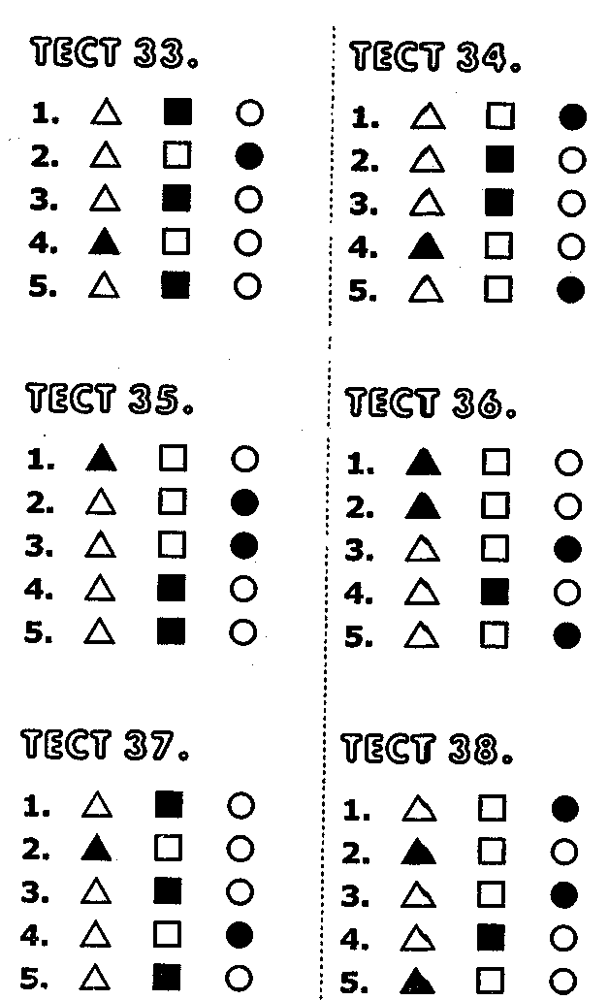 ТЕСТ 33.
1. △ ■ ○
2. △ □ ●
3. △ ■ ○
4. ▲ □ ○
5. △ ■ ○
ТЕСТ 34.
1. △ □ ●
2. △ ■ ○
3. △ ■ ○
4. ▲ □ ○
5. △ □ ●
ТЕСТ 35.
1. ▲ □ ○
2. △ □ ●
3. △ □ ●
4. △ ■ ○
5. △ ■ ○
ТЕСТ 36.
1. ▲ □ ○
2. ▲ □ ○
3. △ □ ●
4. △ ■ ○
5. △ □ ●
ТЕСТ 37.
1. △ ■ ○
2. ▲ □ ○
3. △ ■ ○
4. △ □ ●
5. △ ■ ○
ТЕСТ 38.
1. △ □ ●
2. ▲ □ ○
3. △ □ ●
4. △ ■ ○
5. ▲ □ ○